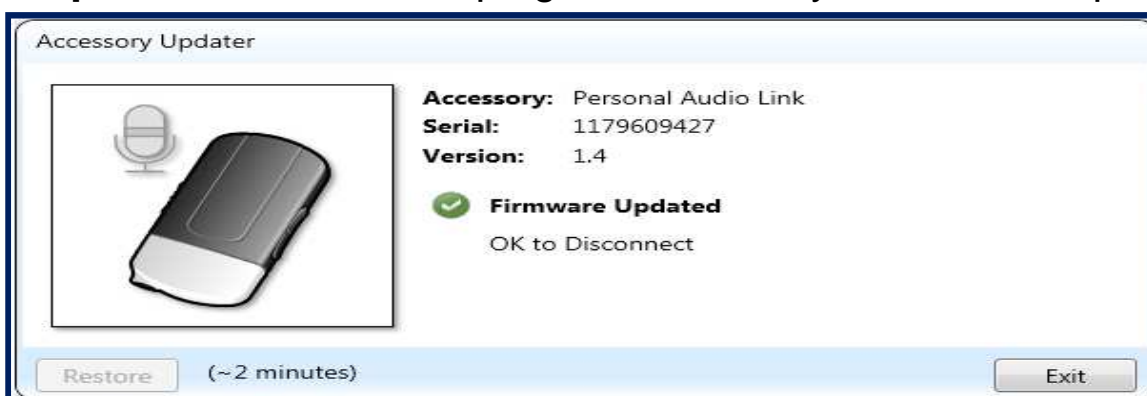 Accessory Updater
Accessory: Personal Audio Link
Serial: 1179609427
Version: 1.4
Firmware Updated
OK to Disconnect
Restore (~2 minutes) Exit